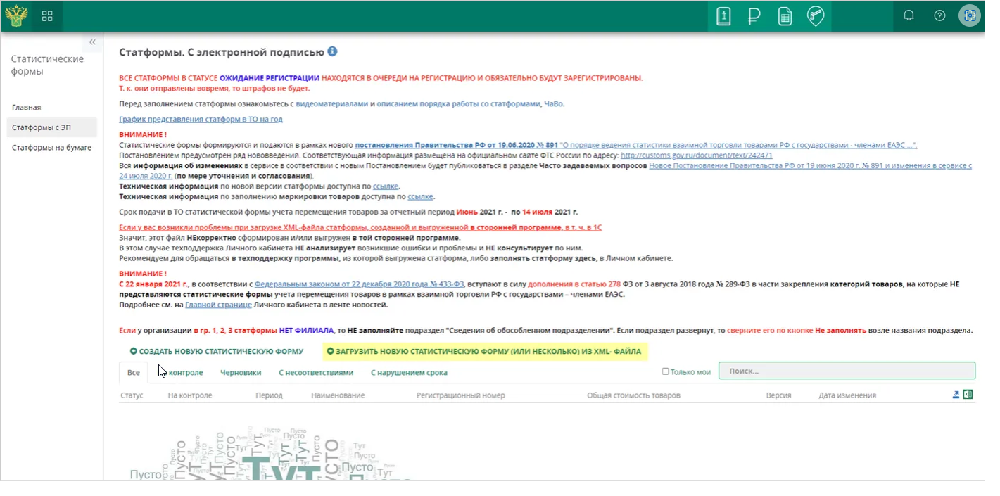 Статистические
формы
Главная
Статформы с ЭП
Статформы на бумаге
Статформы. С электронной подписью
ВСЕ СТАТФОРМЫ В СТАТУСЕ ОЖИДАНИЕ РЕГИСТРАЦИИ НАХОДЯТСЯ В ОЧЕРЕДИ НА РЕГИСТРАЦИЮ И ОБЯЗАТЕЛЬНО БУДУТ ЗАРЕГИСТРИРОВАНЫ.
Т. к. они отправлены вовремя, то штрафов не будет.
Перед заполнением статформы ознакомьтесь с видеоматериалами и описанием порядка работы со статформами, ЧаВо.
График представления статформ в ТО на год
ВНИМАНИЕ !
Статистические формы формируются и подаются в рамках нового постановления Правительства РФ от 19.06.2020 № 891 "О порядке ведения статистики взаимной торговли товарами РФ с государствами - членами ЕАЭС ...".
Постановлением предусмотрен ряд нововведений. Соответствующая информация размещена на официальном сайте ФТС России по адресу: http://customs.gov.ru/document/text/242471
Вся информация об изменениях в сервисе в соответствии с новым Постановлением будет публиковаться в разделе Часто задаваемых вопросов Новое Постановление Правительства РФ от 19 июня 2020 г. № 891 и изменения в сервисе с
24 июля 2020 г. (по мере уточнения и согласования).
Техническая информация по новой версии статформы доступна по ссылке.
Техническая информация по заполнению маркировки товаров доступна по ссылке.
Срок подачи в ТО статистической формы учета перемещения товаров за отчетный период Июнь 2021 г. - по 14 июля 2021 г.
Если у вас возникли проблемы при загрузке XML-файла статформы, созданной и выгруженной в сторонней программе, в т. ч. в 1С
Значит, этот файл НЕкорректно сформирован и/или выгружен в той сторонней программе.
В этом случае техподдержка Личного кабинета НЕ анализирует возникшие ошибки и проблемы и НЕ консультирует по ним.
Рекомендуем для обращаться в техподдержку программы, из которой выгружена статформа, либо заполнять статформу здесь, в Личном кабинете.
ВНИМАНИЕ !
С 22 января 2021 г., в соответствии с Федеральным законом от 22 декабря 2020 года № 433-ФЗ, вступают в силу дополнения в статью 278 ФЗ от 3 августа 2018 года № 289-ФЗ в части закрепления категорий товаров, на которые НЕ
представляются статистические формы учета перемещения товаров в рамках взаимной торговли РФ с государствами – членами ЕАЭС.
Подробнее см. на Главной странице Личного кабинета в ленте новостей.
Если у организации в гр. 1, 2, 3 статформы НЕТ ФИЛИАЛА, то НЕ заполняйте подраздел "Сведения об обособленном подразделении". Если подраздел развернут, то сверните его по кнопке Не заполнять возле названия подраздела.
СОЗДАТЬ НОВУЮ СТАТИСТИЧЕСКУЮ ФОРМУ ЗАГРУЗИТЬ НОВУЮ СТАТИСТИЧЕСКУЮ ФОРМУ (ИЛИ НЕСКОЛЬКО) ИЗ XML- ФАЙЛА
Все контроле Черновики С несоответствиями С нарушением срока Только мои Поиск...
Статус На контроле Период Наименование Регистрационный номер Общая стоимость товаров Версия Дата изменения
Пусто Пусто
Пусто Тут Тут Тут Тут
Пусто Пусто
Пусто Тут Пусто Тут